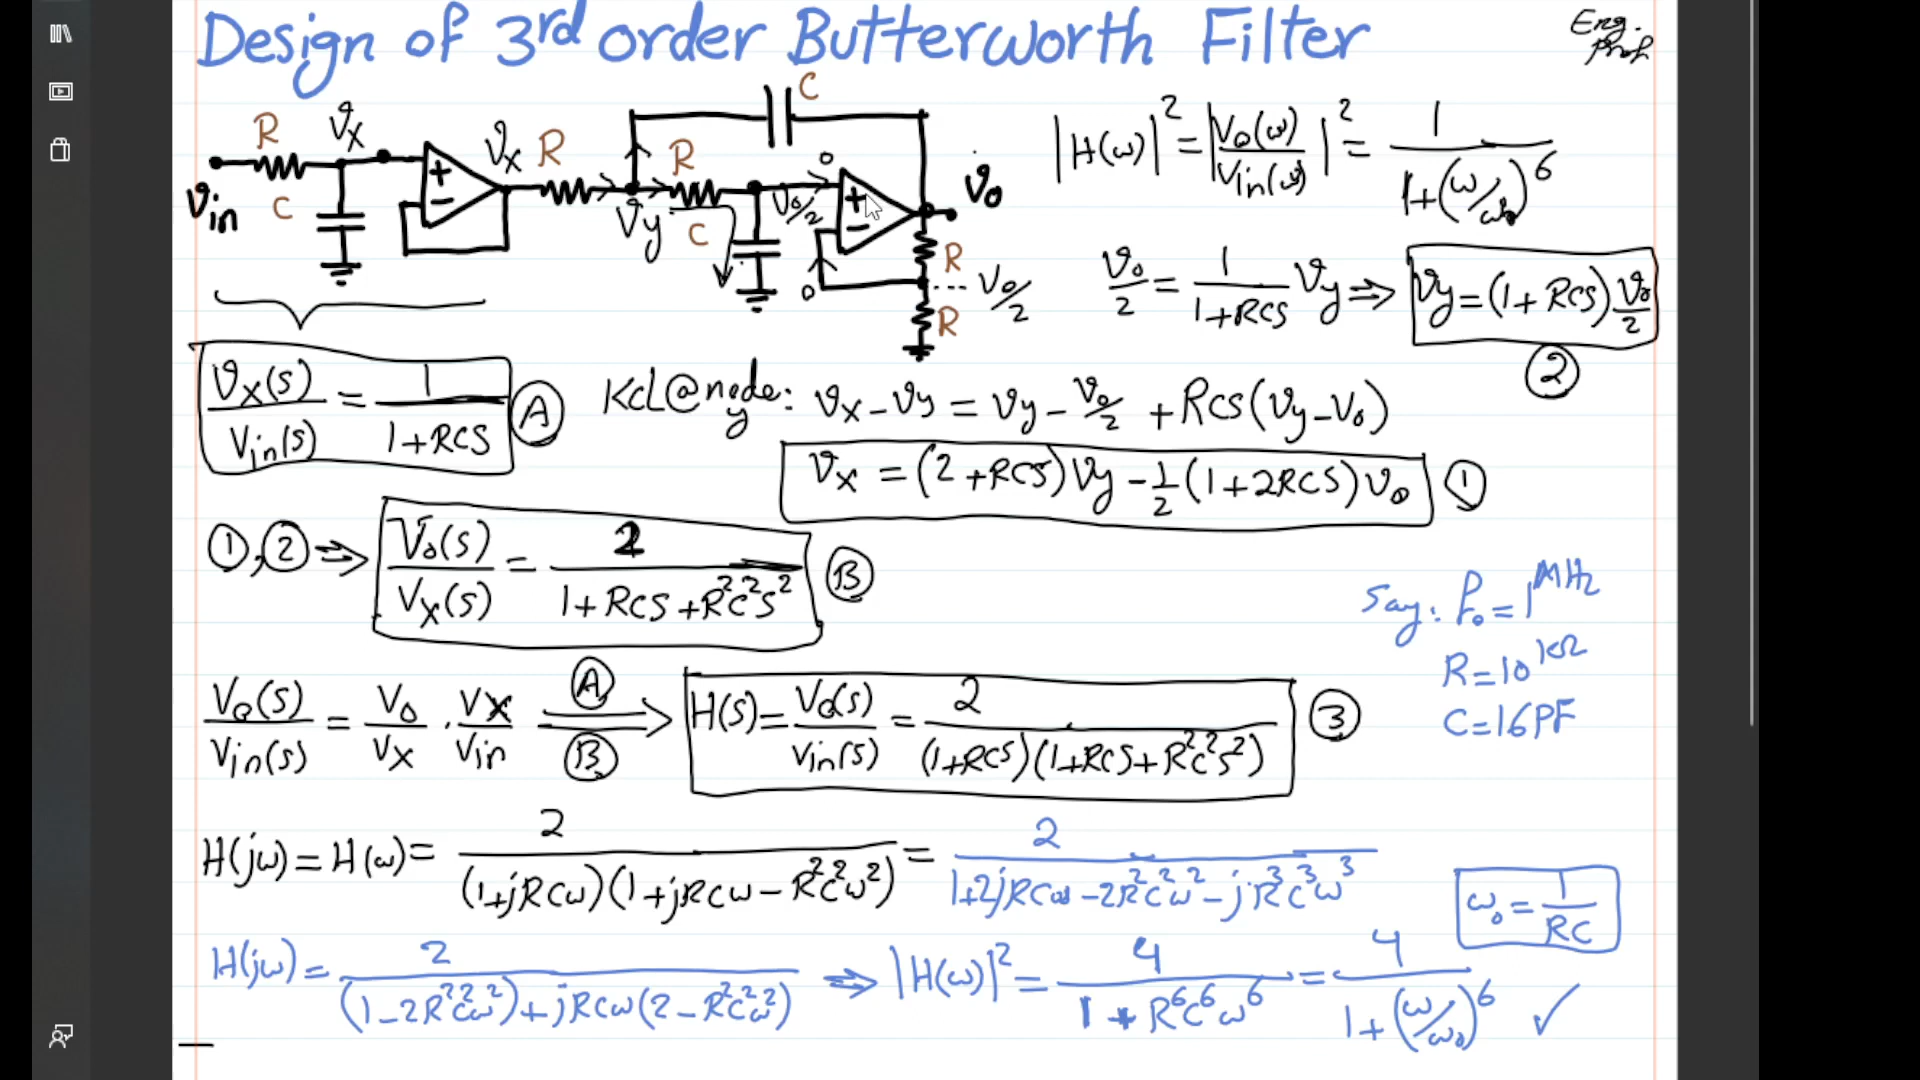 Design of 3rd order Butterworth Filter
Eng. Prof
R Vx Vx R R C
Vin C Vy C Vo/2 Vo
R Vo/2
R
|H(ω)|² = |Vo(ω)/Vin(ω)|² = 1/(1+(ω/ω0)⁶)
Vo/2 = 1/(1+RCS) Vy ⇒ Vy = (1+RCS) Vo/2 ②
Vx(s)/Vin(s) = 1/(1+RCS) Ⓐ
KCL@node y: Vx-Vy = Vy - Vo/2 + RCS(Vy-Vo)
Vx = (2+RCS)Vy - 1/2(1+2RCS)Vo ①
①,② ⇒ Vo(s)/Vx(s) = 2/(1+RCS+R²C²S²) Ⓑ
Say: fo = 1 MHz
R = 10 kΩ
C = 16 PF
Vo(s)/Vin(s) = Vo/Vx · Vx/Vin Ⓐ Ⓑ ⇒ H(s) = Vo(s)/Vin(s) = 2/((1+RCS)(1+RCS+R²C²S²)) ③
H(jω) = H(ω) = 2/((1+jRCω)(1+jRCω-R²C²ω²)) = 2/(1+2jRCω-2R²C²ω²-jR³C³ω³)
ω0 = 1/RC
H(jω) = 2/((1-2R²C²ω²)+jRCω(2-R²C²ω²)) ⇒ |H(ω)|² = 4/(1+R⁶C⁶ω⁶) = 4/(1+(ω/ω0)⁶) ✓